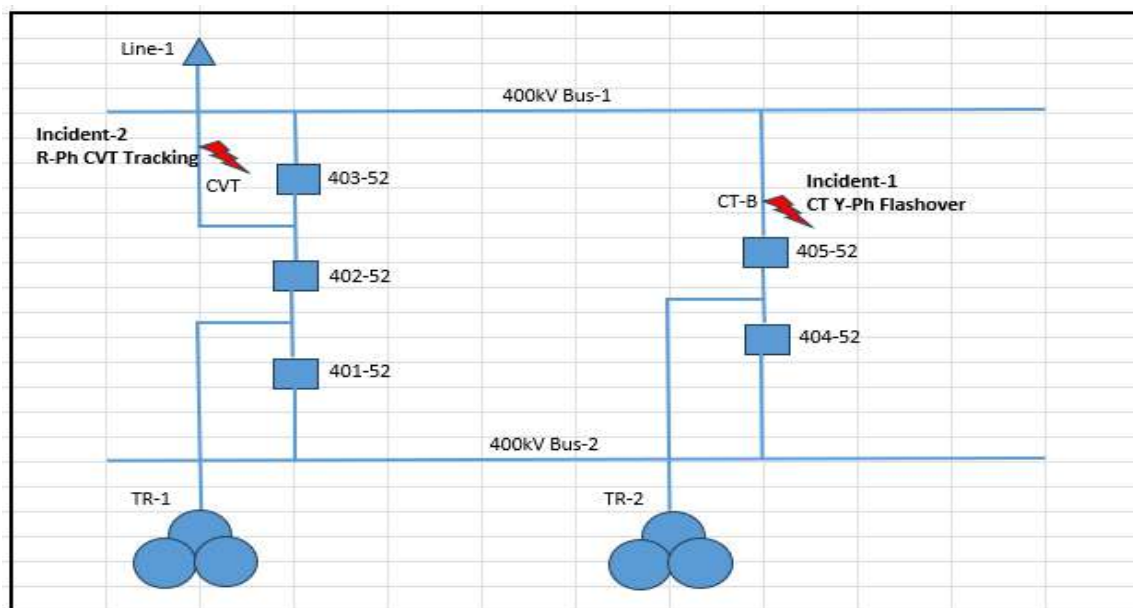 Line-1
400kV Bus-1
Incident-2
R-Ph CVT Tracking
CVT
403-52
CT-B
Incident-1
CT Y-Ph Flashover
402-52
405-52
404-52
401-52
400kV Bus-2
TR-1
TR-2